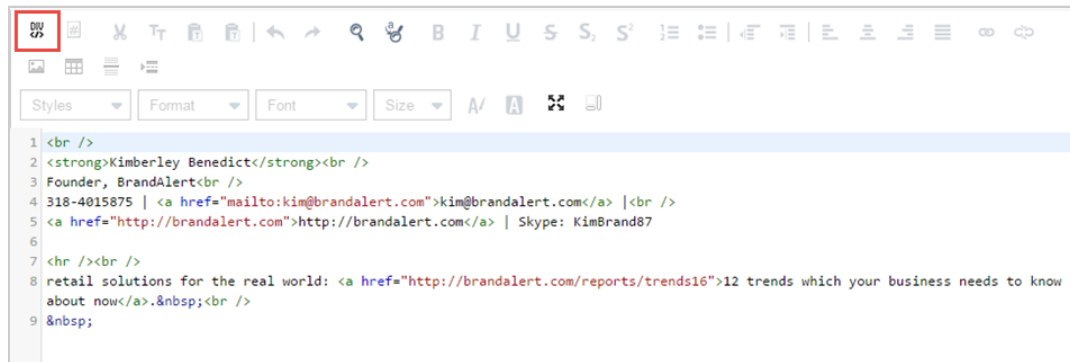 DIV
Styles Format Font Size
1 <br />
2 <strong>Kimberley Benedict</strong><br />
3 Founder, BrandAlert<br />
4 318-4015875 | <a href="mailto:kim@brandalert.com">kim@brandalert.com</a> |<br />
5 <a href="http://brandalert.com">http://brandalert.com</a> | Skype: KimBrand87
6
7 <hr /><br />
8 retail solutions for the real world: <a href="http://brandalert.com/reports/trends16">12 trends which your business needs to know
about now</a>.&nbsp;<br />
9 &nbsp;